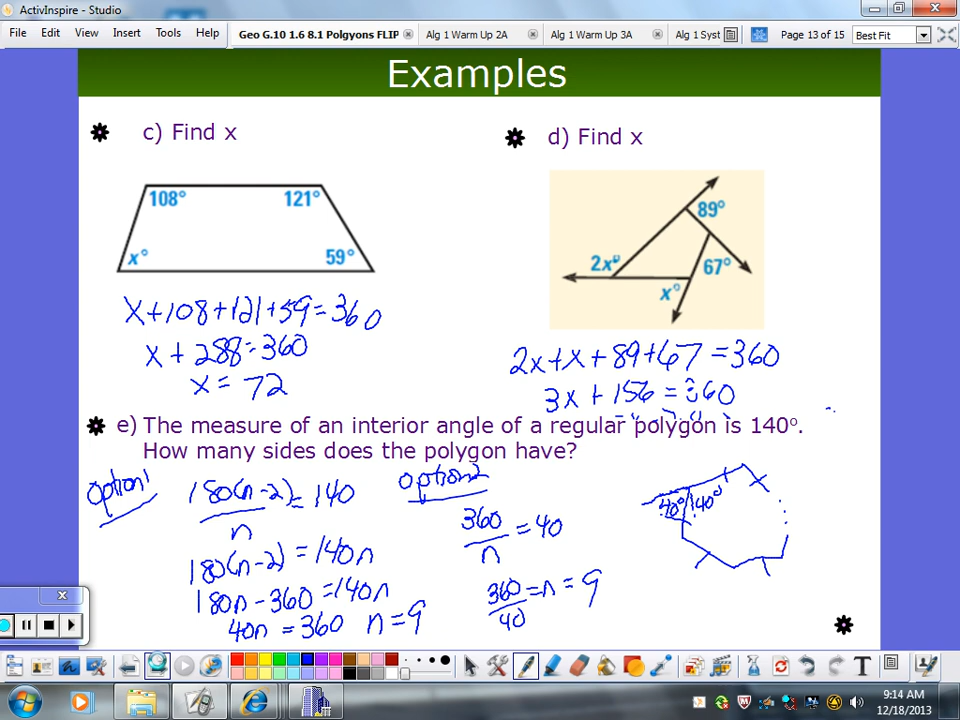 ActivInspire - Studio
File Edit View Insert Tools Help Geo G.10 1.6 8.1 Polgyons FLIP Alg 1 Warm Up 2A Alg 1 Warm Up 3A Alg 1 Syst Page 13 of 15 Best Fit
Examples
c) Find x
d) Find x
108° 121°
x° 59°
89°
2x° 67°
x°
x+108+121+59=360
x + 288=360
x = 72
2x+x+89+67=360
3x + 156 = 360
e) The measure of an interior angle of a regular polygon is 140°.
How many sides does the polygon have?
Option 1
180(n-2) = 140
n
180(n-2) = 140n
180n - 360 = 140n
40n = 360 n = 9
Option 2
360 = 40
n
360 = n = 9
40
40° 140°
T
9:14 AM
12/18/2013